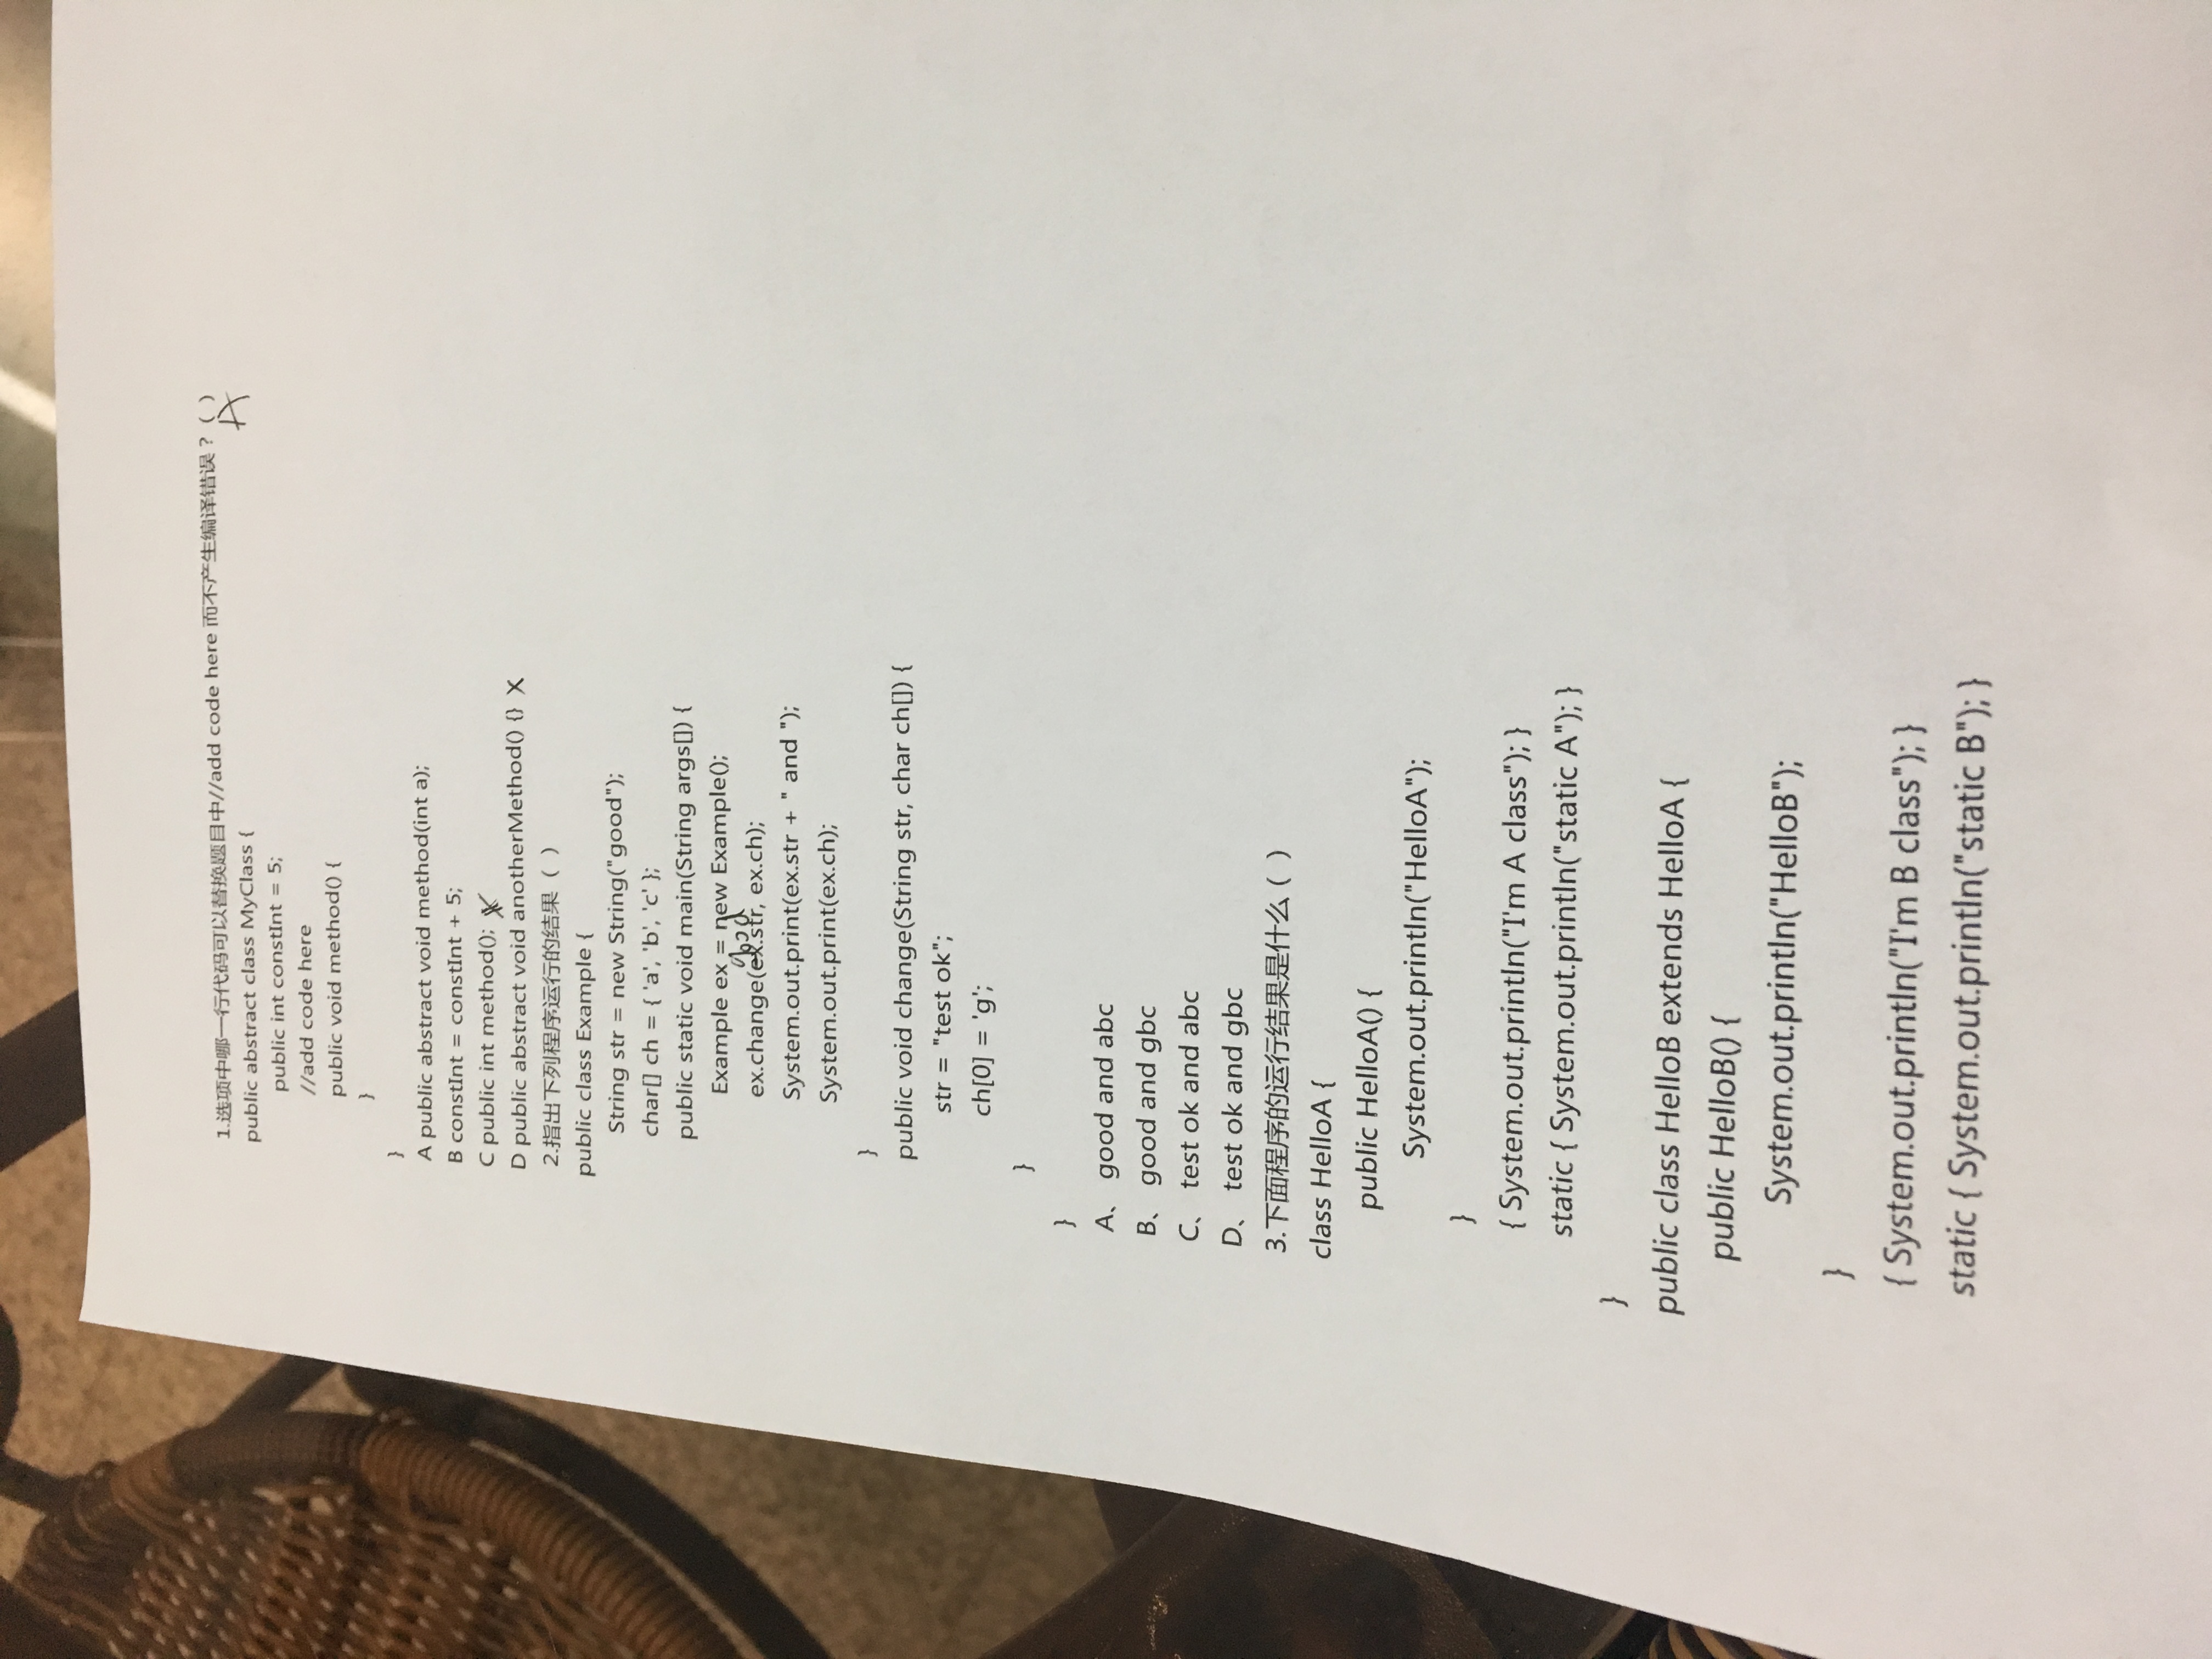 1.选项中哪一行代码可以替换题目中//add code here 而不产生编译错误？（ ）
A
public abstract class MyClass {
public int constInt = 5;
//add code here
public void method() {
}
}
A public abstract void method(int a);
B constInt = constInt + 5;
C public int method(); X
D public abstract void anotherMethod() {} X
2.指出下列程序运行的结果（ ）
public class Example {
String str = new String("good");
char[] ch = { 'a', 'b', 'c' };
public static void main(String args[]) {
Example ex = new Example();
good
ex.change(ex.str, ex.ch);
System.out.print(ex.str + " and ");
System.out.print(ex.ch);
}
public void change(String str, char ch[]) {
str = "test ok";
ch[0] = 'g';
}
}
A、 good and abc
B、 good and gbc
C、 test ok and abc
D、 test ok and gbc
3.下面程序的运行结果是什么（ ）
class HelloA {
public HelloA() {
System.out.println("HelloA");
}
{ System.out.println("I'm A class"); }
static { System.out.println("static A"); }
}
public class HelloB extends HelloA {
public HelloB() {
System.out.println("HelloB");
}
{ System.out.println("I'm B class"); }
static { System.out.println("static B"); }